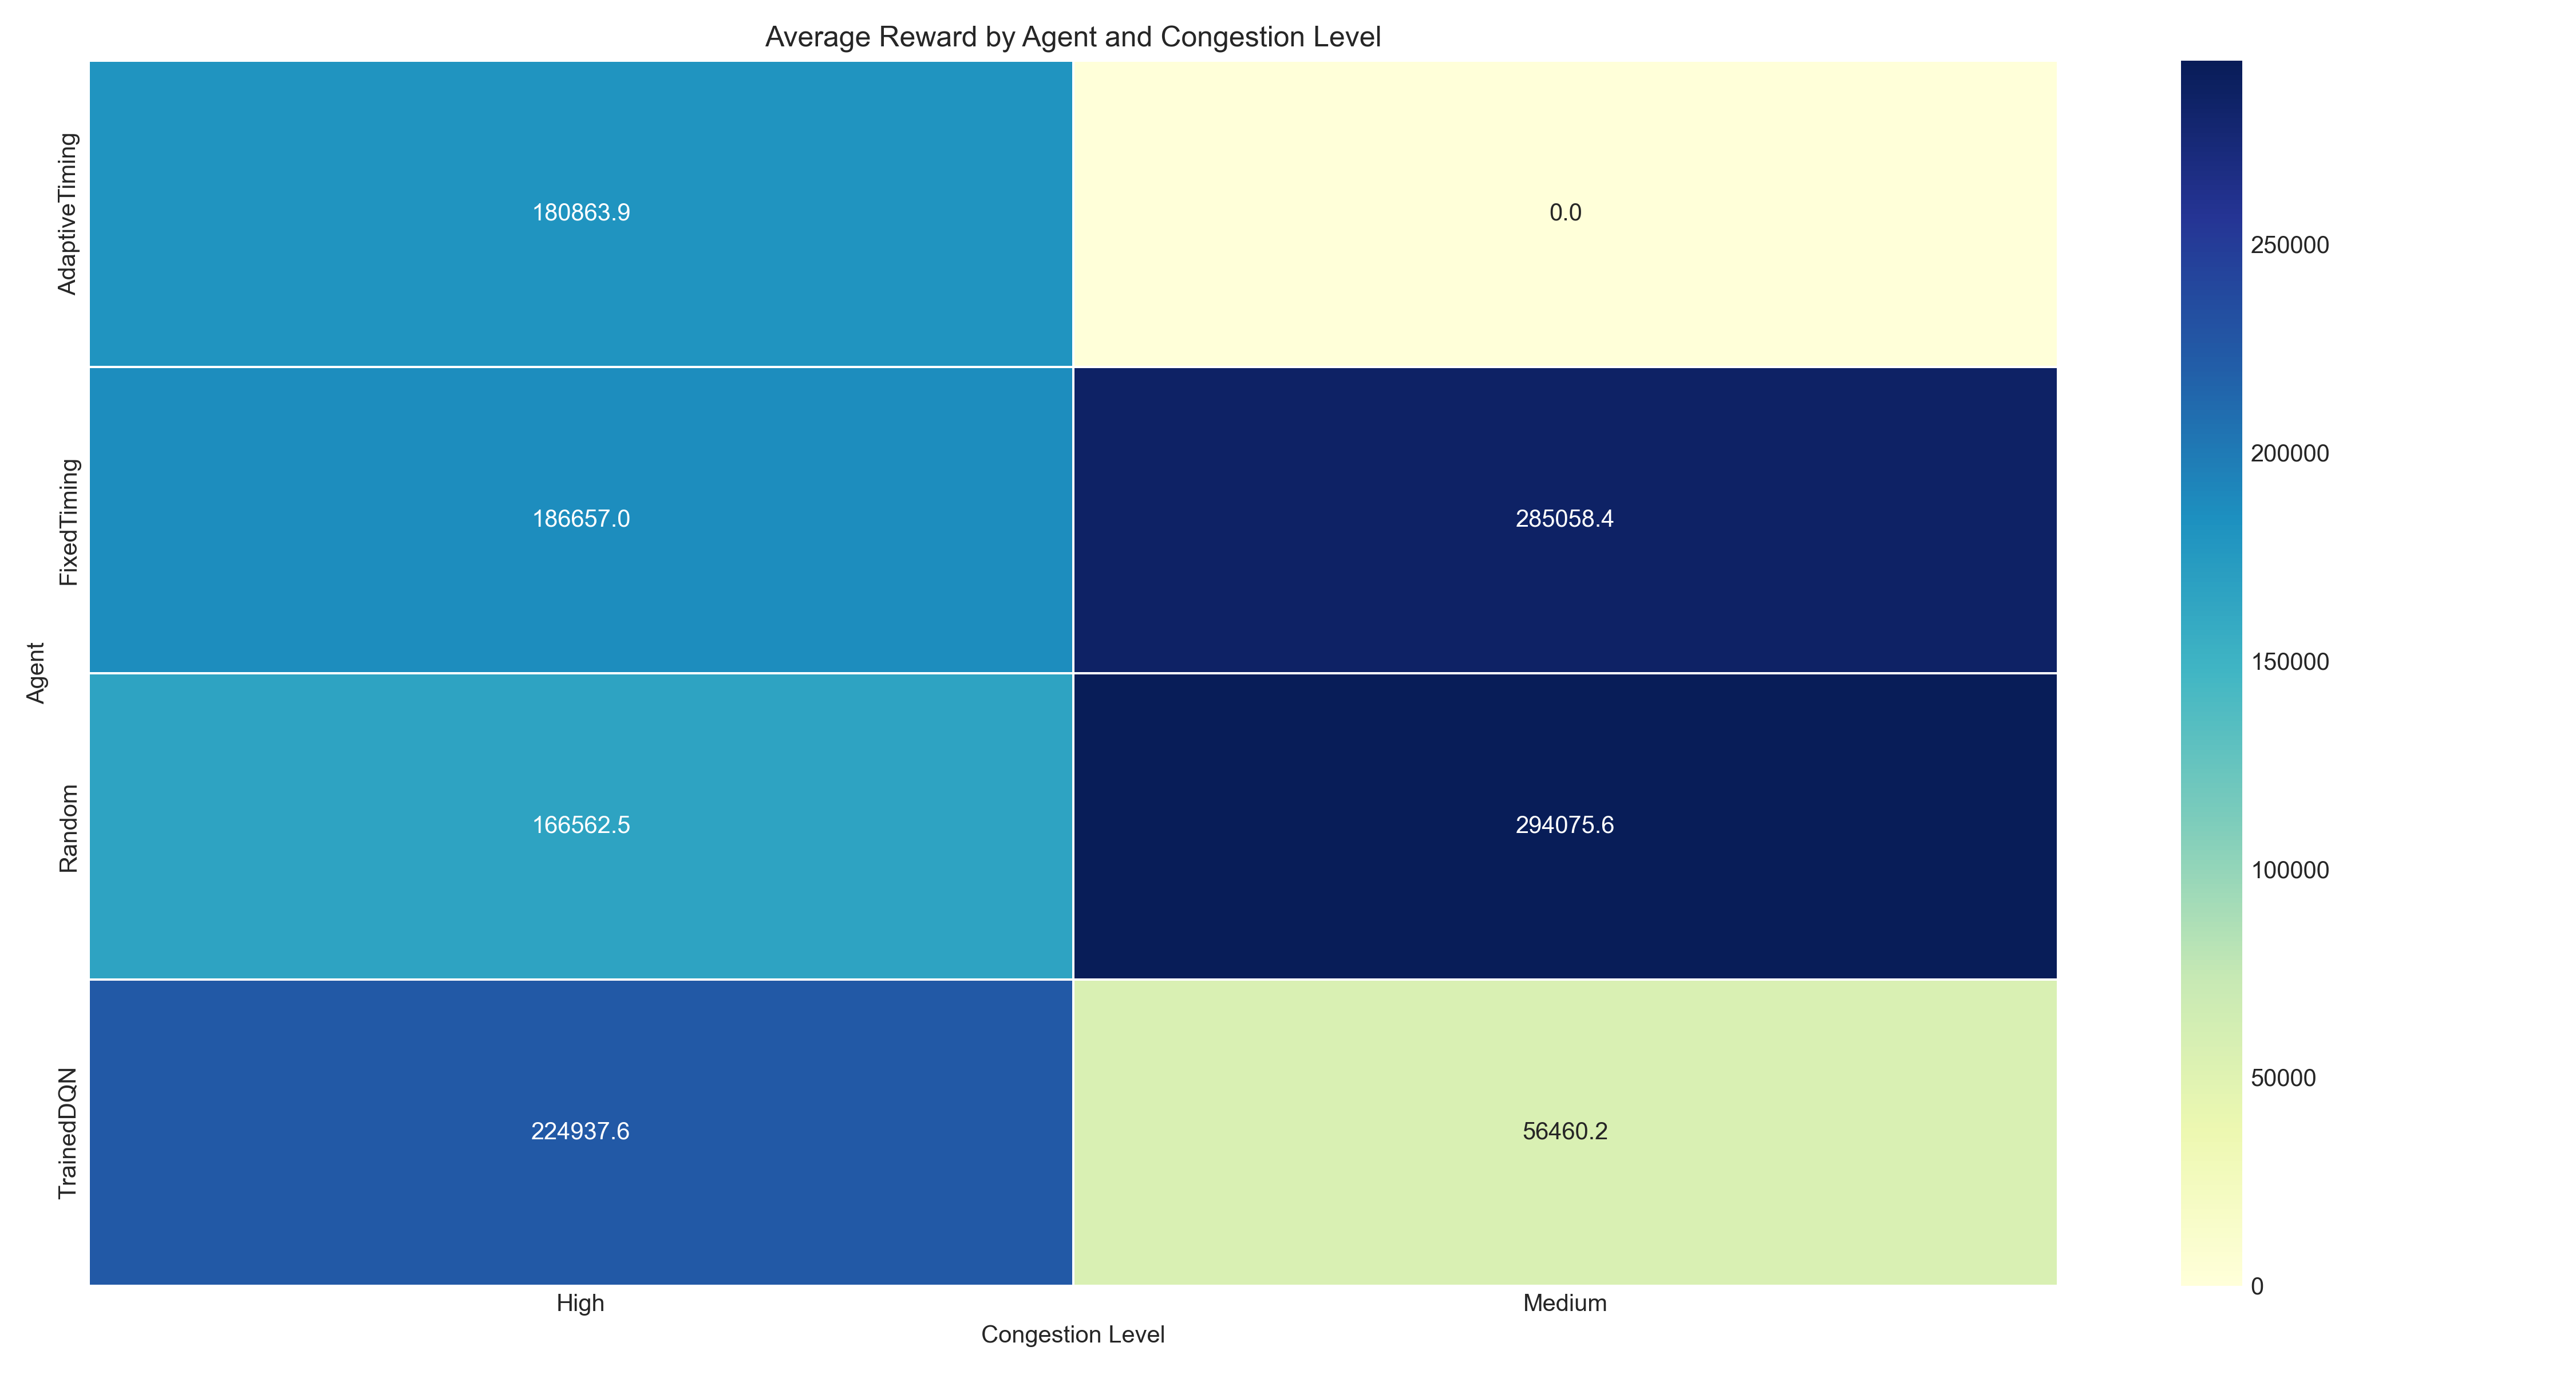 Average Reward by Agent and Congestion Level
Agent
AdaptiveTiming
180863.9
0.0
FixedTiming
186657.0
285058.4
Random
166562.5
294075.6
TrainedDQN
224937.6
56460.2
High
Medium
Congestion Level
250000
200000
150000
100000
50000
0